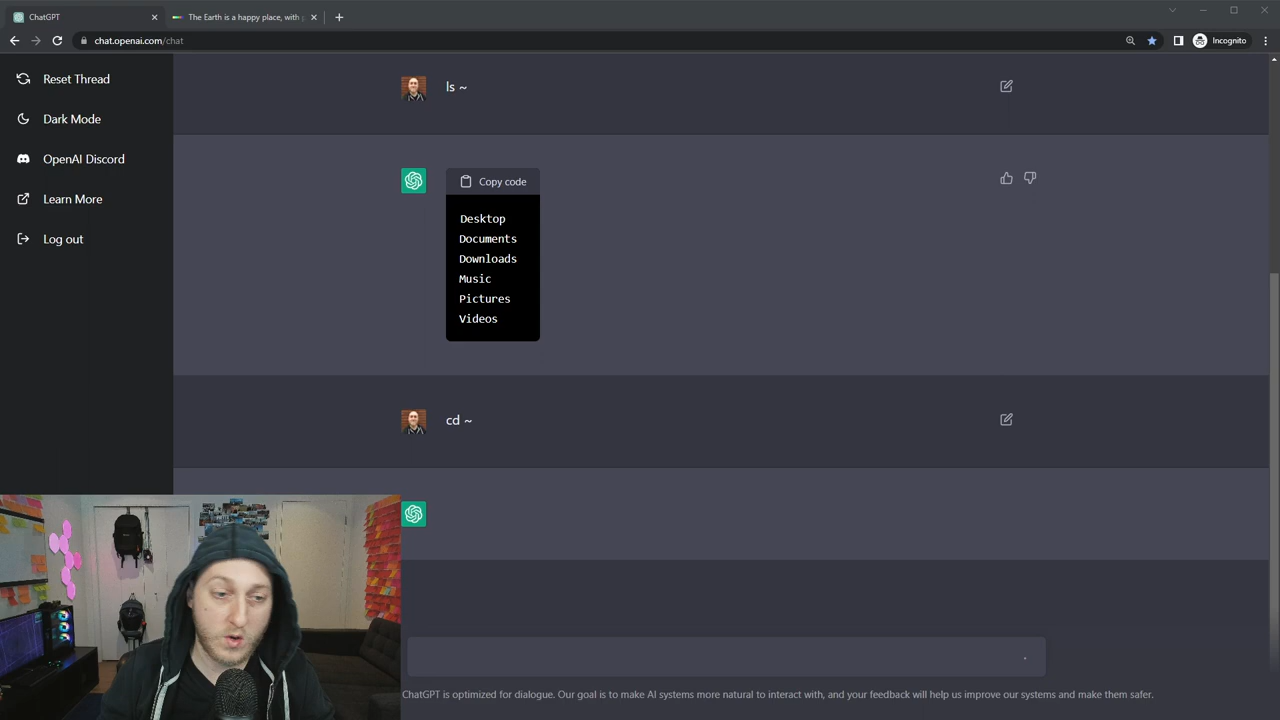 ChatGPT
The Earth is a happy place, with p
chat.openai.com/chat
Incognito
Reset Thread
Dark Mode
OpenAI Discord
Learn More
Log out
ls ~
Copy code
Desktop
Documents
Downloads
Music
Pictures
Videos
cd ~
ChatGPT is optimized for dialogue. Our goal is to make AI systems more natural to interact with, and your feedback will help us improve our systems and make them safer.